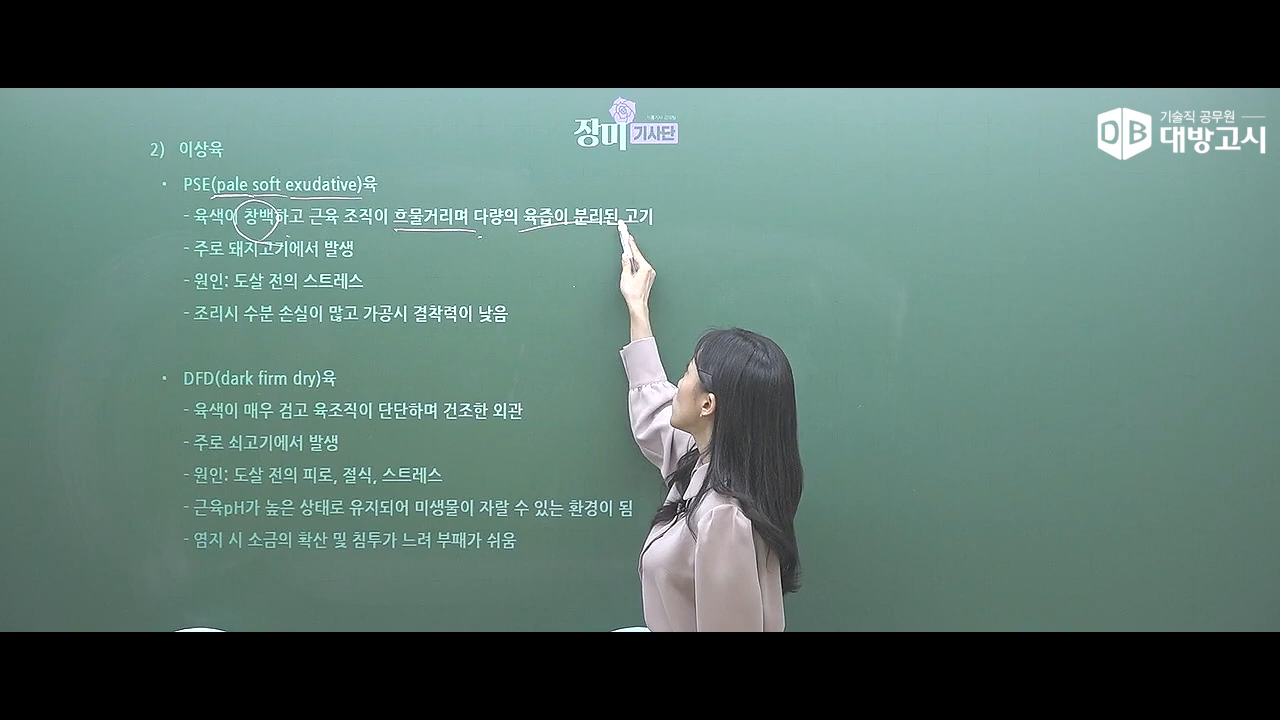 장미 기사단
DB 기술직 공무원
대방고시
2) 이상육
· PSE(pale soft exudative)육
- 육색이 창백하고 근육 조직이 흐물거리며 다량의 육즙이 분리된 고기
- 주로 돼지고기에서 발생
- 원인: 도살 전의 스트레스
- 조리시 수분 손실이 많고 가공시 결착력이 낮음
· DFD(dark firm dry)육
- 육색이 매우 검고 육조직이 단단하며 건조한 외관
- 주로 쇠고기에서 발생
- 원인: 도살 전의 피로, 절식, 스트레스
- 근육pH가 높은 상태로 유지되어 미생물이 자랄 수 있는 환경이 됨
- 염지 시 소금의 확산 및 침투가 느려 부패가 쉬움